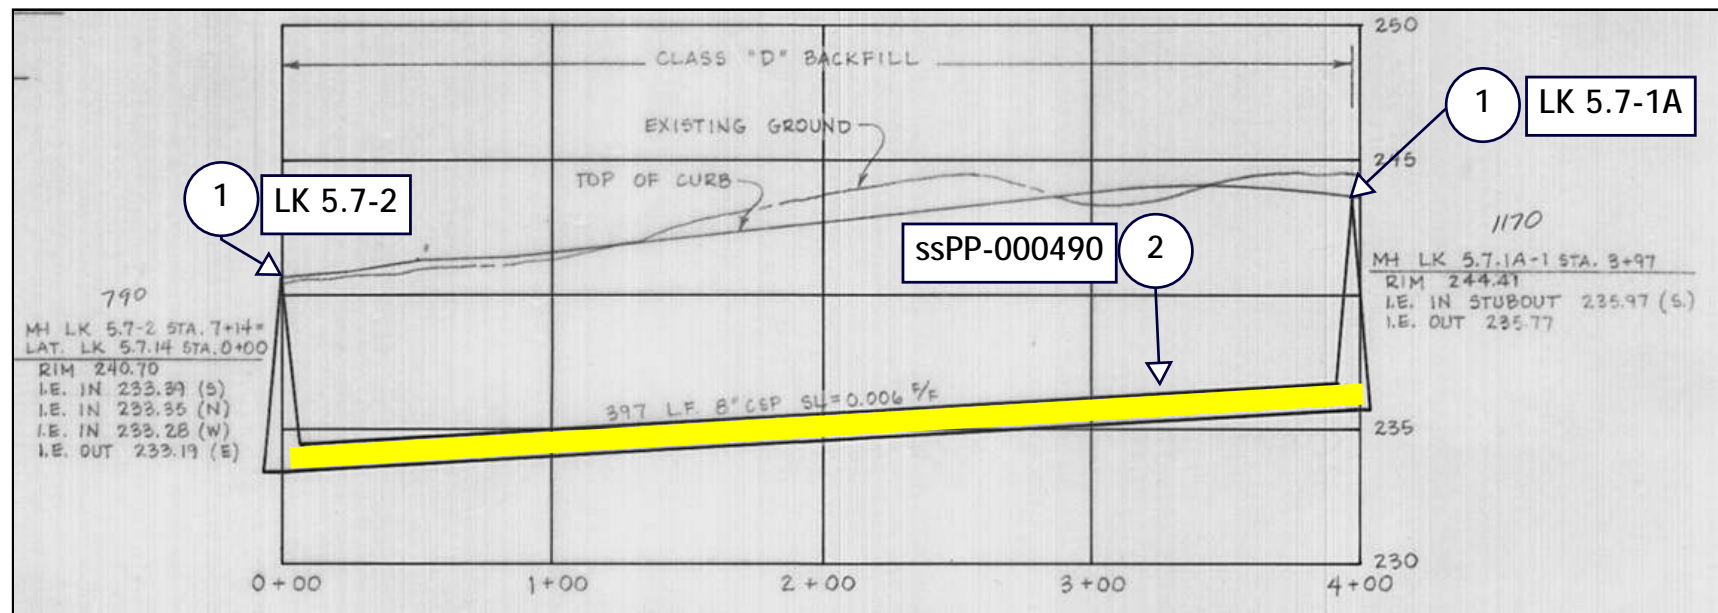 250
CLASS "D" BACKFILL
1 LK 5.7-1A
EXISTING GROUND
245
TOP OF CURB
1 LK 5.7-2
1170
ssPP-000490 2
MH LK 5.7.1A-1 STA. 3+97
RIM 244.41
I.E. IN STUBOUT 235.97 (S.)
I.E. OUT 235.77
790
MH LK 5.7-2 STA. 7+14=
LAT. LK 5.7.14 STA. 0+00
RIM 240.70
I.E. IN 233.39 (S)
I.E. IN 233.35 (N)
I.E. IN 233.28 (W)
I.E. OUT 233.19 (E)
397 L.F. 8" CSP SL=0.006 F/F
235
230
0+00 1+00 2+00 3+00 4+00